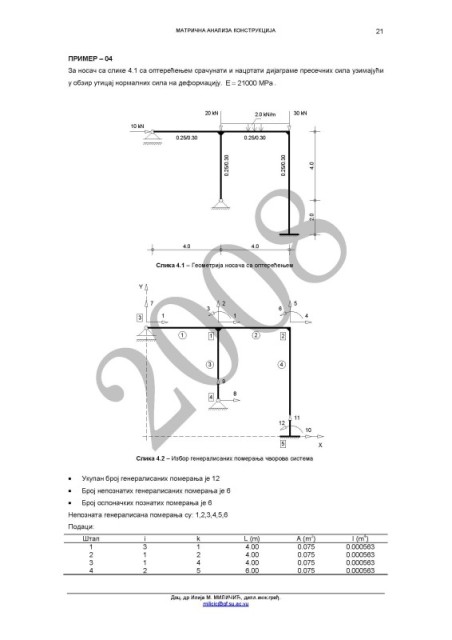 МАТРИЧНА АНАЛИЗА КОНСТРУКЦИЈА 21
ПРИМЕР – 04
За носач са слике 4.1 са оптерећењем срачунати и нацртати дијаграме пресечних сила узимајући
у обзир утицај нормалних сила на деформацију. E = 21000 MPa .
20 kN 2.0 kN/m 30 kN
10 kN
0.25/0.30 0.25/0.30
0.25/0.30 0.25/0.30 4.0
2.0
4.0 4.0
Слика 4.1 – Геометрија носача са оптерећењем
2008
Y
7 2 5
3 1 3 1 6 4
1 1 2 2
3 4
9
4 8
11
12 10
5 X
Слика 4.2 – Избор генералисаних померања чворова система
• Укупан број генералисаних померања је 12
• Број непознатих генералисаних померања је 6
• Број ослоначких познатих померања је 6
Непозната генералисана померања су: 1,2,3,4,5,6
Подаци:
Штап i k L (m) A (m²) I (m⁴)
1 3 1 4.00 0.075 0.000563
2 1 2 4.00 0.075 0.000563
3 1 4 4.00 0.075 0.000563
4 2 5 6.00 0.075 0.000563
Доц. др Илија М. МИЛИЧИЋ, дипл.инж.грађ.
milicic@gf.su.ac.yu